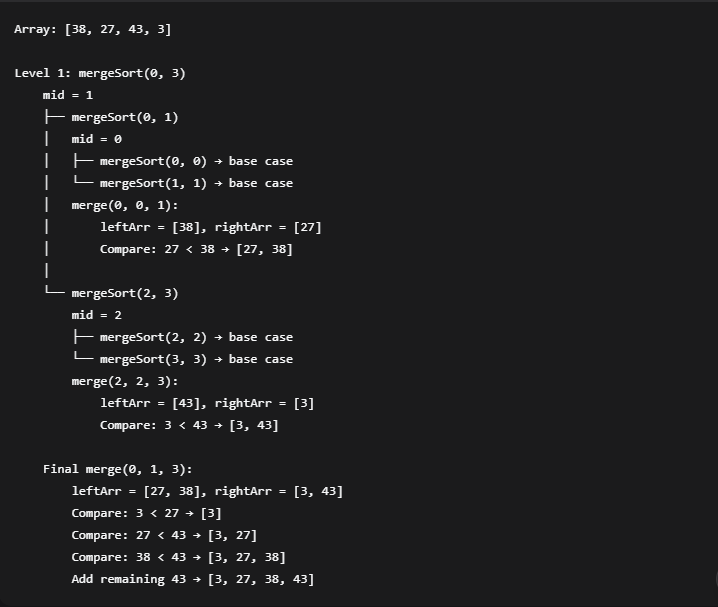 Array: [38, 27, 43, 3]

Level 1: mergeSort(0, 3)
    mid = 1
    ├── mergeSort(0, 1)
    │   mid = 0
    │   ├── mergeSort(0, 0) → base case
    │   └── mergeSort(1, 1) → base case
    │   merge(0, 0, 1):
    │       leftArr = [38], rightArr = [27]
    │       Compare: 27 < 38 → [27, 38]
    │
    └── mergeSort(2, 3)
        mid = 2
        ├── mergeSort(2, 2) → base case
        └── mergeSort(3, 3) → base case
        merge(2, 2, 3):
            leftArr = [43], rightArr = [3]
            Compare: 3 < 43 → [3, 43]

    Final merge(0, 1, 3):
        leftArr = [27, 38], rightArr = [3, 43]
        Compare: 3 < 27 → [3]
        Compare: 27 < 43 → [3, 27]
        Compare: 38 < 43 → [3, 27, 38]
        Add remaining 43 → [3, 27, 38, 43]